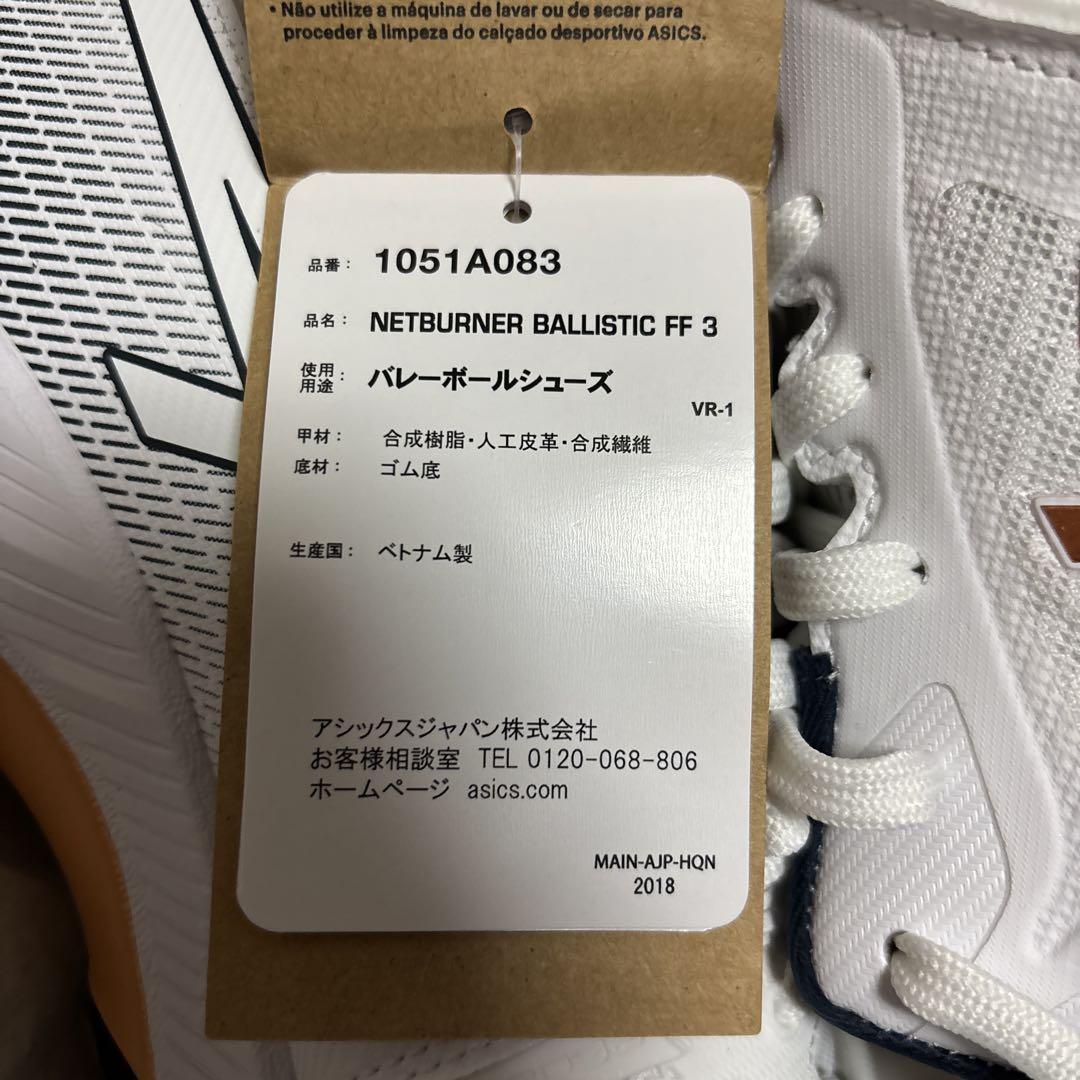 • Não utilize a máquina de lavar ou de secar para
proceder à limpeza do calçado desportivo ASICS.
品番： 1051A083
品名： NETBURNER BALLISTIC FF 3
使用用途： バレーボールシューズ
VR-1
甲材： 合成樹脂・人工皮革・合成繊維
底材： ゴム底
生産国： ベトナム製
アシックスジャパン株式会社
お客様相談室 TEL 0120-068-806
ホームページ asics.com
MAIN-AJP-HQN
2018